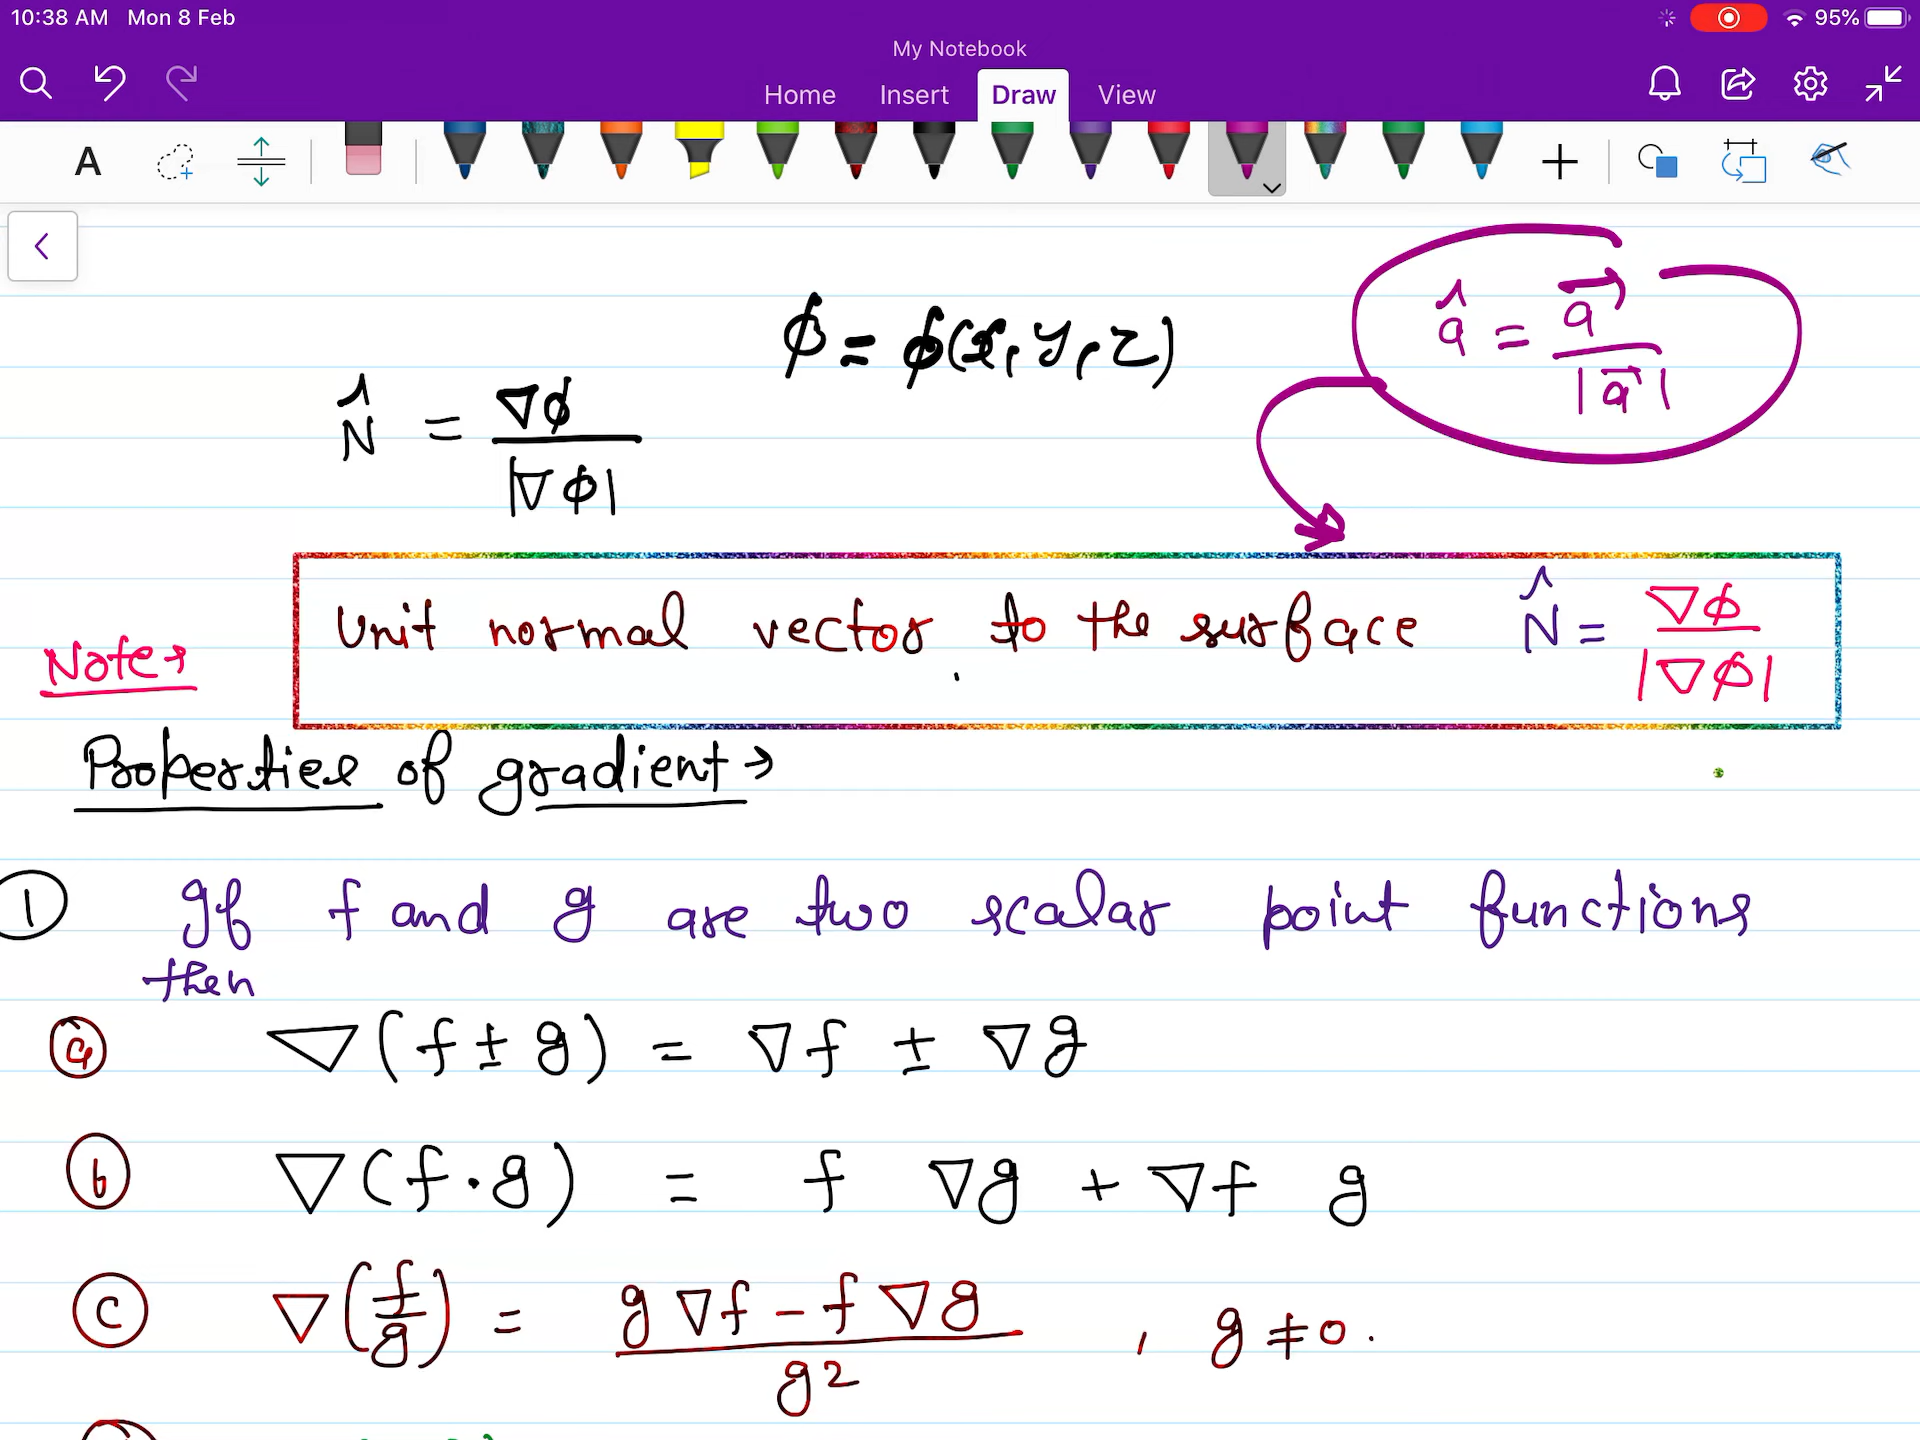 10:38 AM Mon 8 Feb
95%
My Notebook
Home Insert Draw View
A
ϕ = ϕ(x, y, z)
â = a⃗ / |a⃗|
N̂ = ∇ϕ / |∇ϕ|
Unit normal vector to the surface N̂ = ∇ϕ / |∇ϕ|
Note→
Properties of gradient→
① If f and g are two scalar point functions
then
ⓐ ∇(f ± g) = ∇f ± ∇g
ⓑ ∇(f · g) = f ∇g + ∇f g
ⓒ ∇(f/g) = (g ∇f − f ∇g) / g², g ≠ 0.